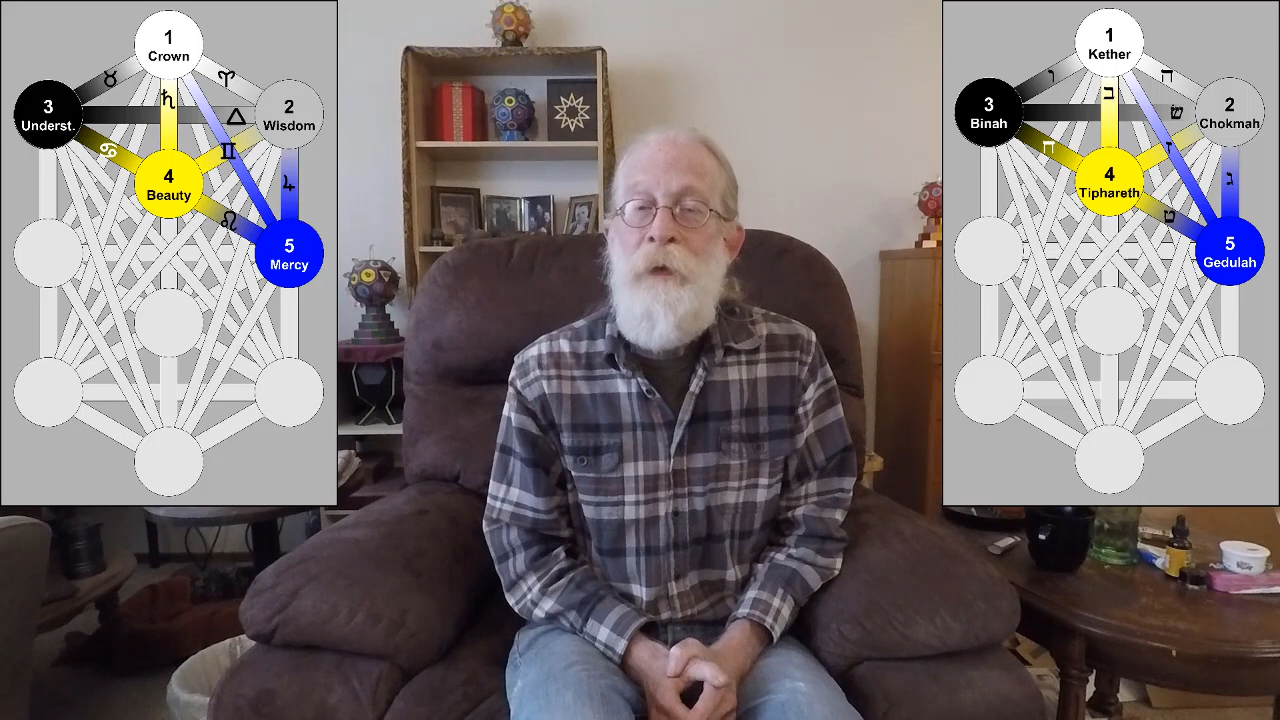 1
Crown
♉ ♈
♄
3
Underst.
2
Wisdom
△
♋ ♊
4
Beauty
♃
♌
5
Mercy
1
Kether
ו ה
ב
3
Binah
2
Chokmah
ש
ח ז
4
Tiphareth
ג
ט
5
Gedulah